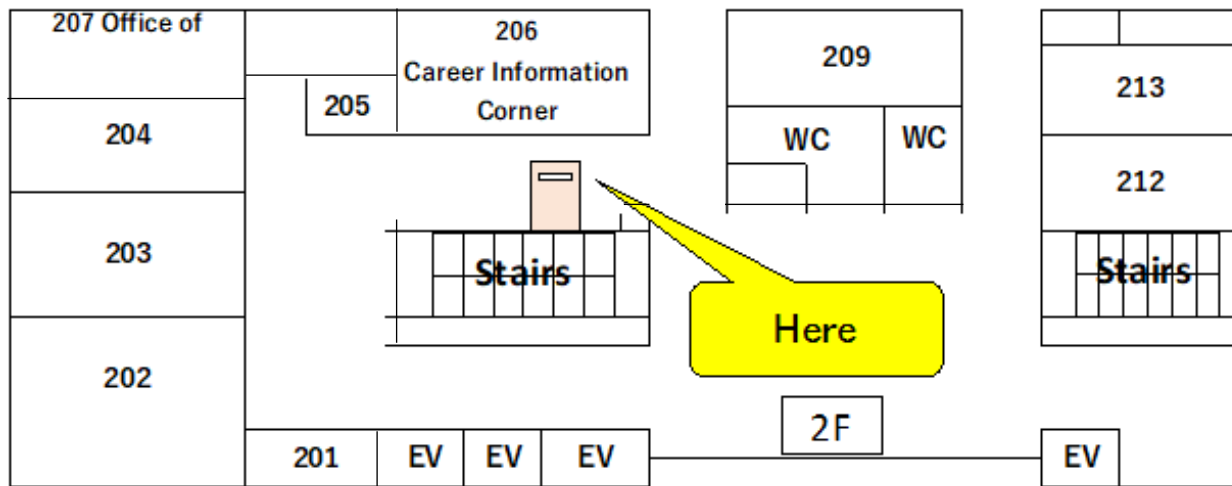 207 Office of
206
Career Information
Corner
209
213
205
204
WC
WC
212
203
Stairs
Stairs
Here
202
2F
201
EV
EV
EV
EV